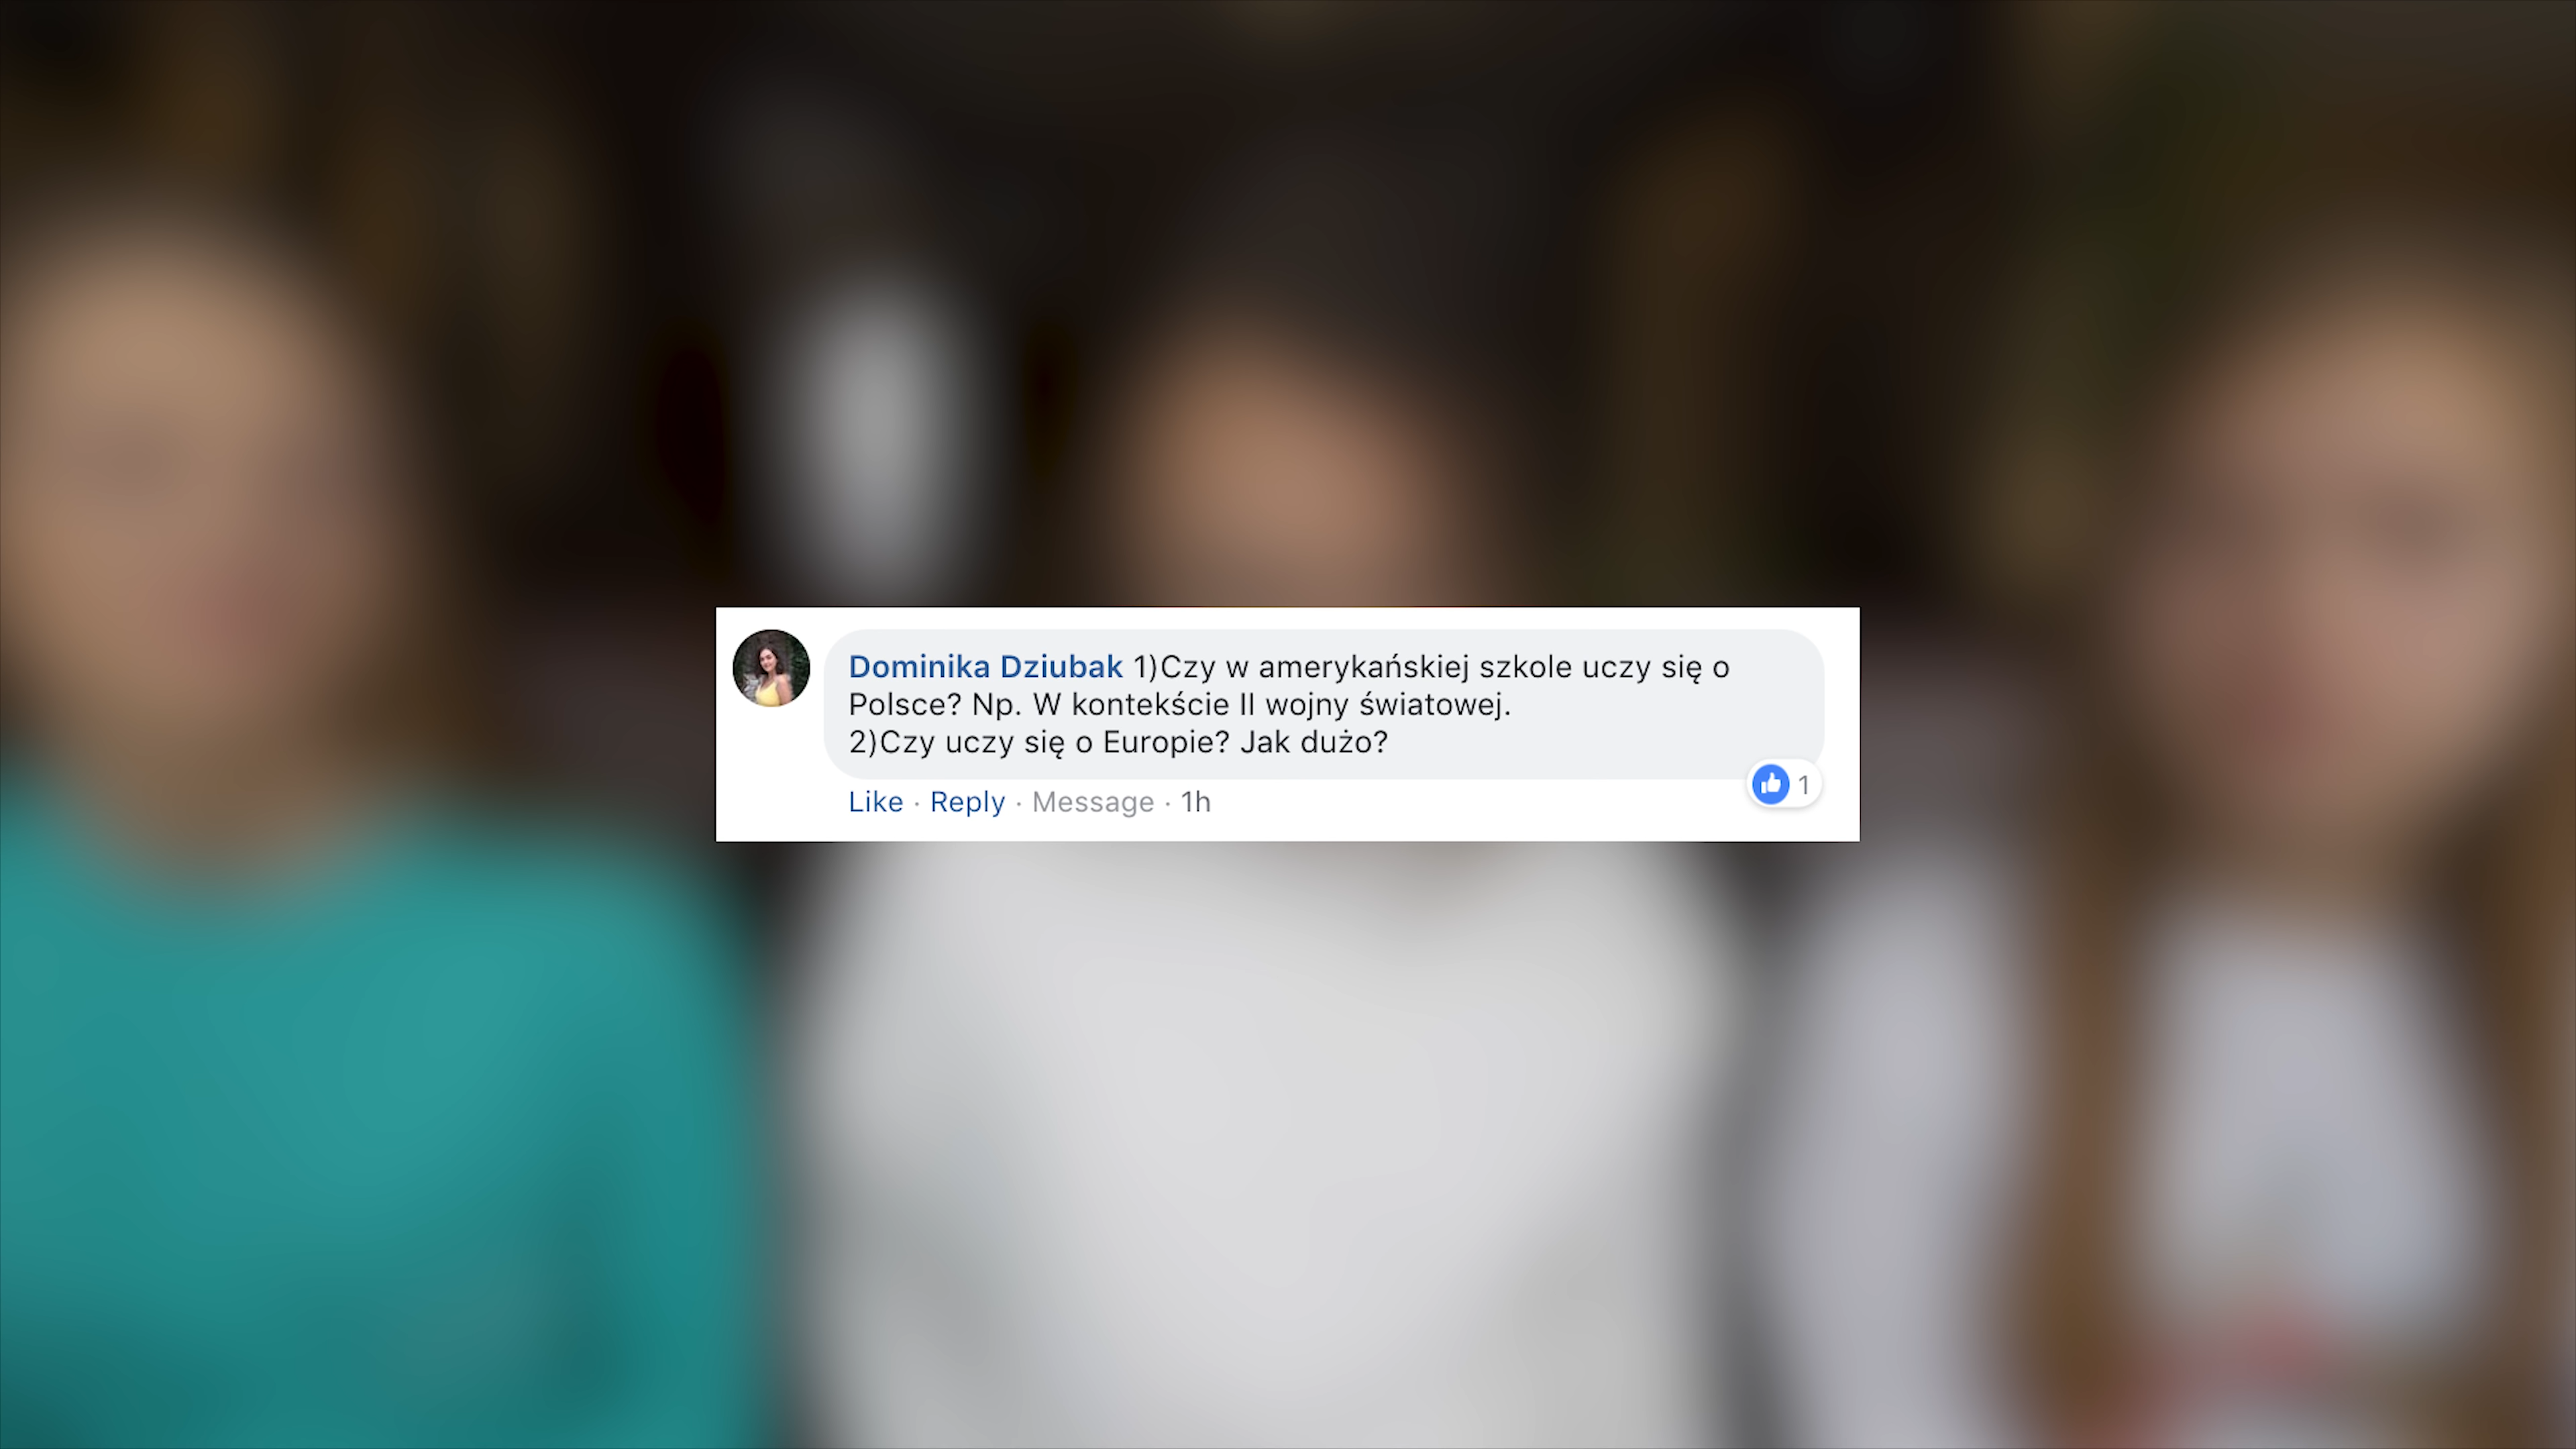 Dominika Dziubak 1)Czy w amerykańskiej szkole uczy się o
Polsce? Np. W kontekście II wojny światowej.
2)Czy uczy się o Europie? Jak dużo?
1
Like · Reply · Message · 1h